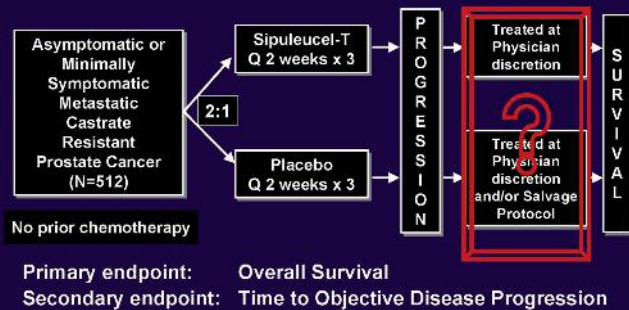 Asymptomatic or
Minimally
Symptomatic
Metastatic
Castrate
Resistant
Prostate Cancer
(N=512)
No prior chemotherapy
2:1
Sipuleucel-T
Q 2 weeks x 3
Placebo
Q 2 weeks x 3
PROGRESSION
Treated at
Physician
discretion
?
Treated at
Physician
discretion
and/or Salvage
Protocol
SURVIVAL
Primary endpoint: Overall Survival
Secondary endpoint: Time to Objective Disease Progression